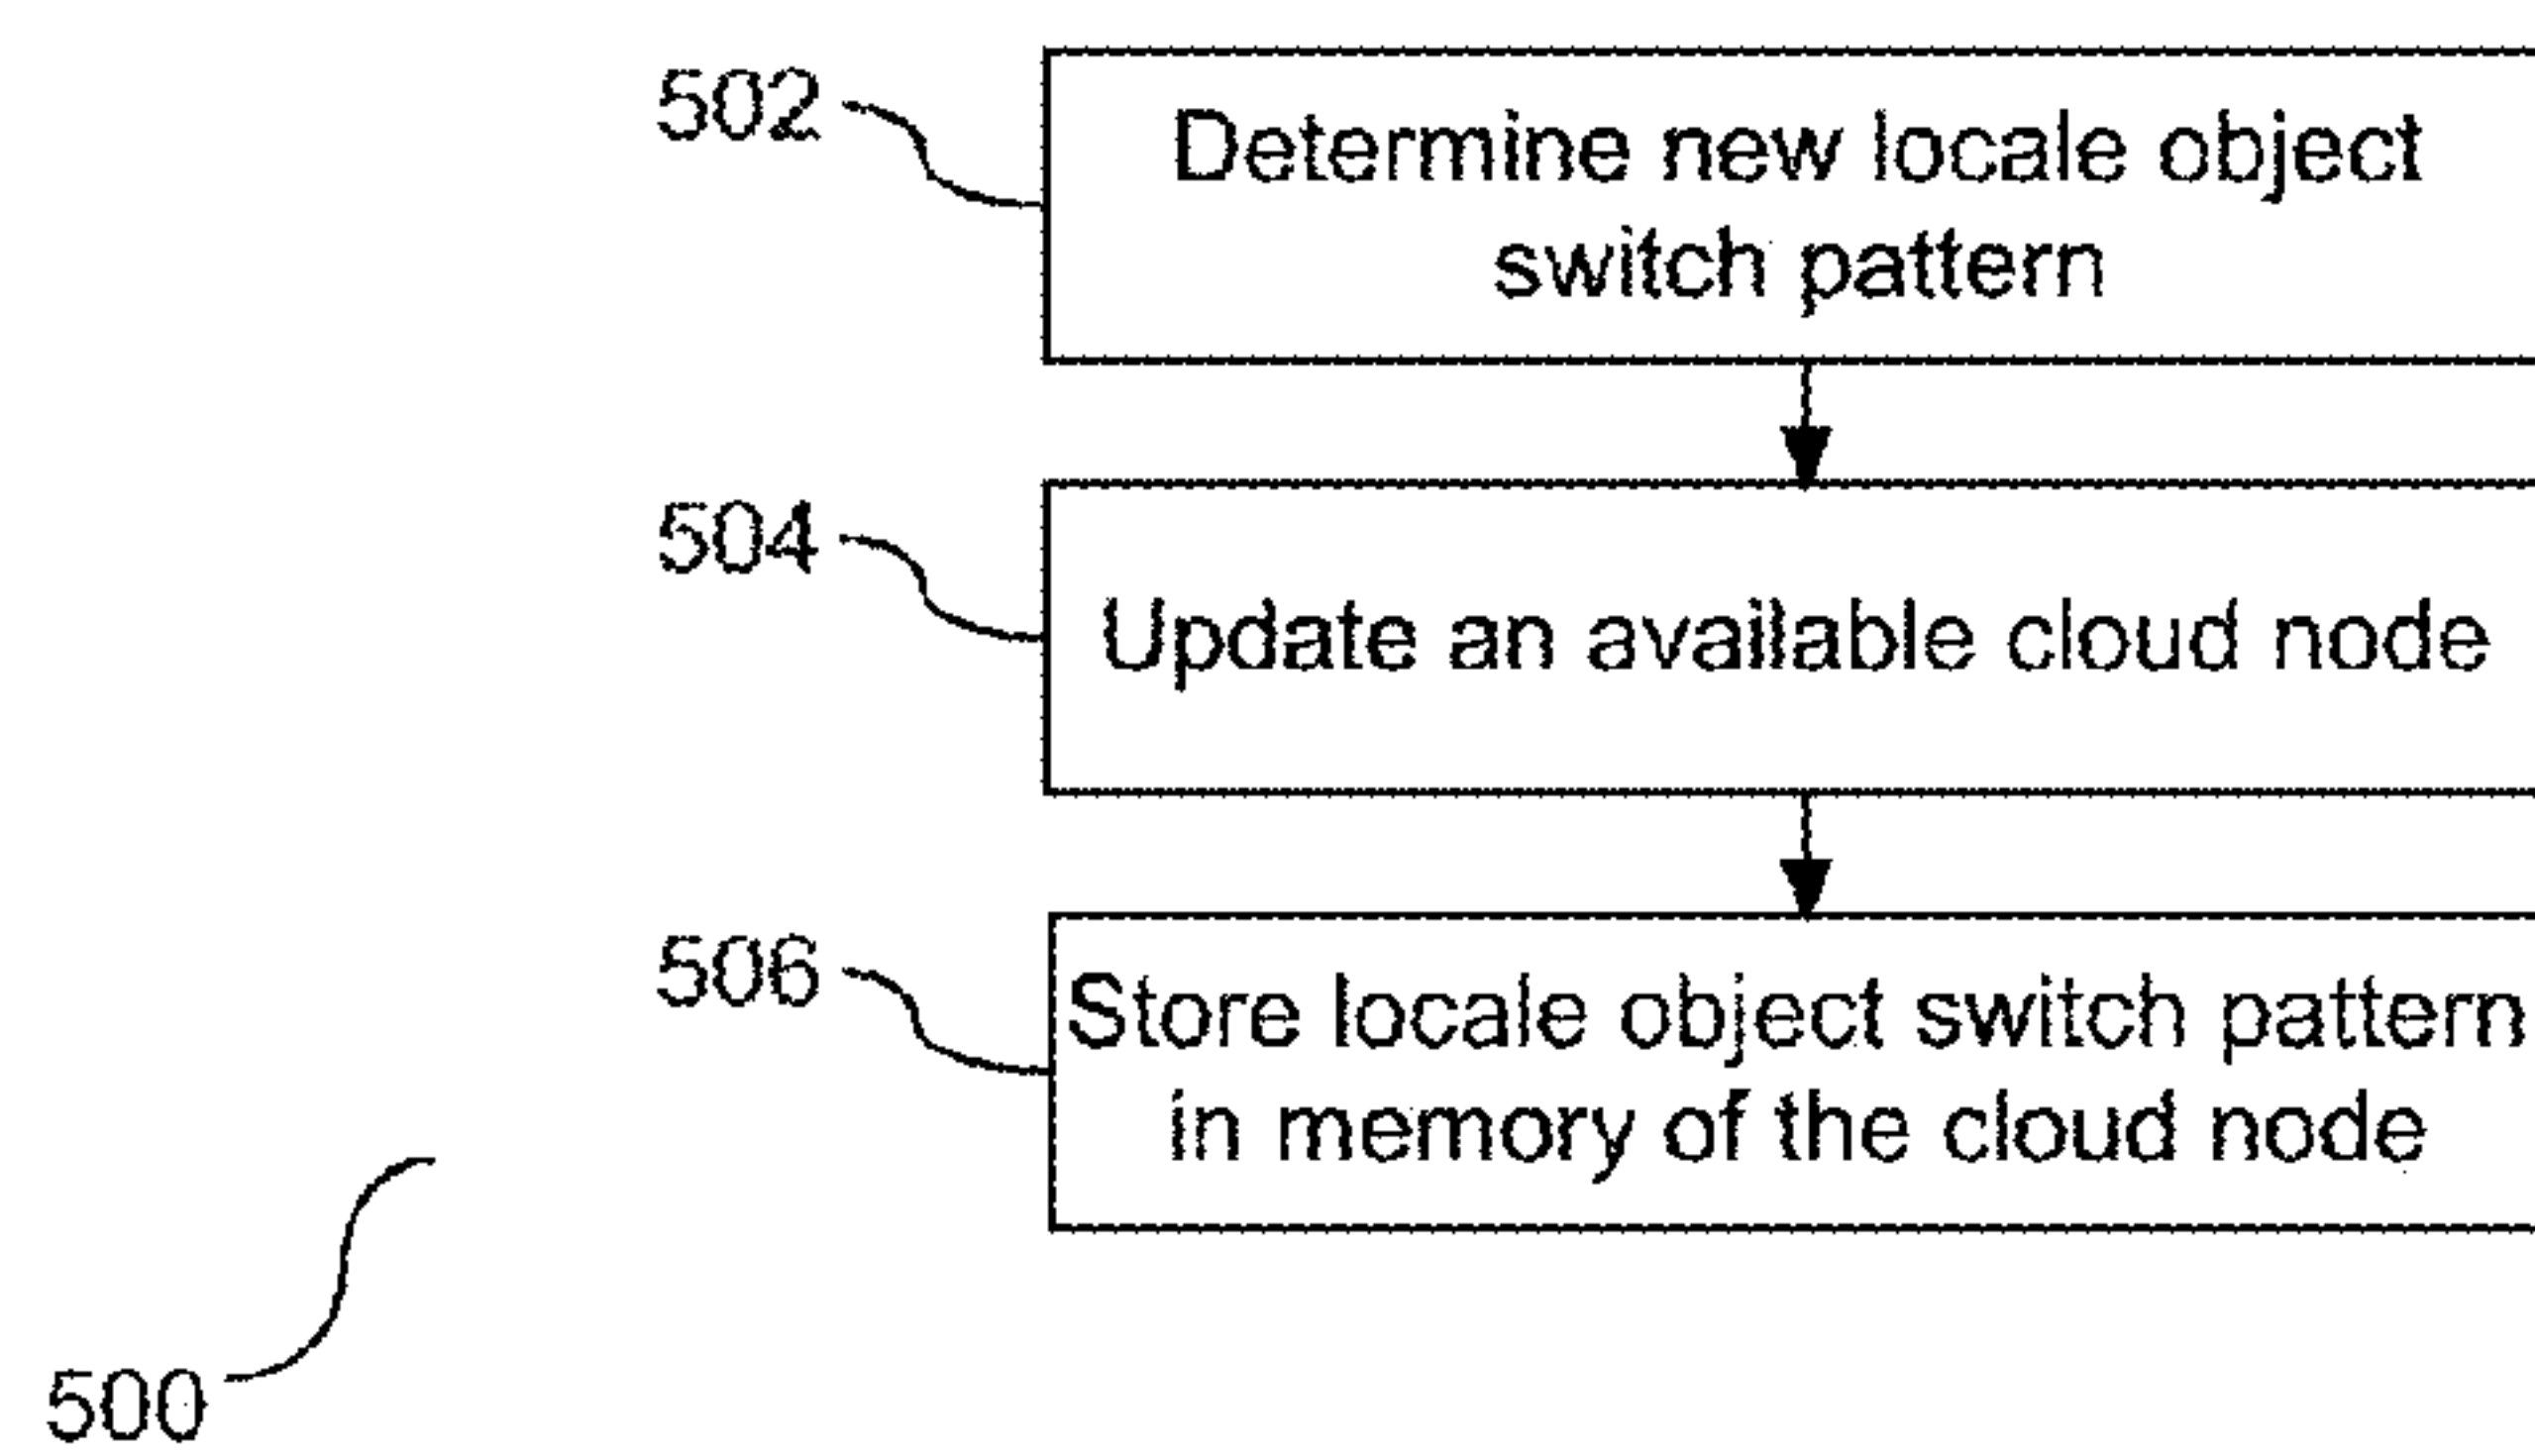 502
Determine new locale object
switch pattern
504
Update an available cloud node
506
Store locale object switch pattern
in memory of the cloud node
500